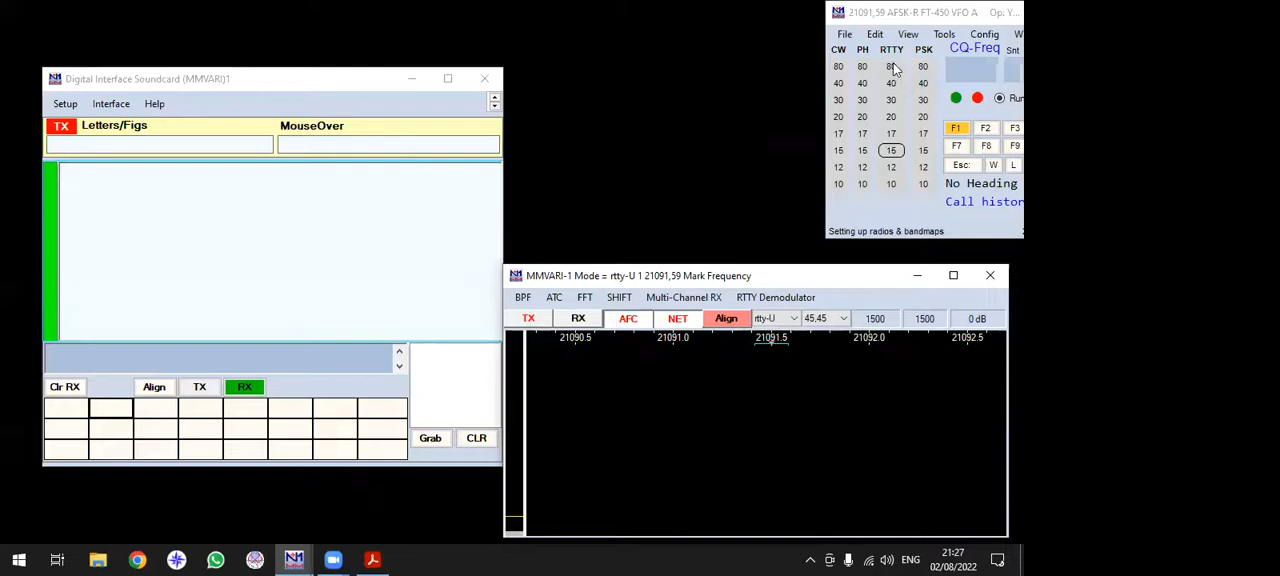 21091,59 AFSK-R FT-450 VFO A Op: Y...
File Edit View Tools Config W
CW PH RTTY PSK CQ-Freq Snt
80 80 80 80
40 40 40 40
30 30 30 30 Run
20 20 20 20
17 17 17 17
15 15 15 15
12 12 12 12
10 10 10 10
F1 F2 F3
F7 F8 F9
Esc: W L
No Heading
Call histor
Setting up radios & bandmaps
Digital Interface Soundcard (MMVARI)1
Setup Interface Help
TX Letters/Figs MouseOver
Clr RX Align TX RX
Grab CLR
MMVARI-1 Mode = rtty-U 1 21091,59 Mark Frequency
BPF ATC FFT SHIFT Multi-Channel RX RTTY Demodulator
TX RX AFC NET Align rtty-U 45,45 1500 1500 0 dB
21090.5 21091.0 21091.5 21092.0 21092.5
ENG
21:27
02/08/2022